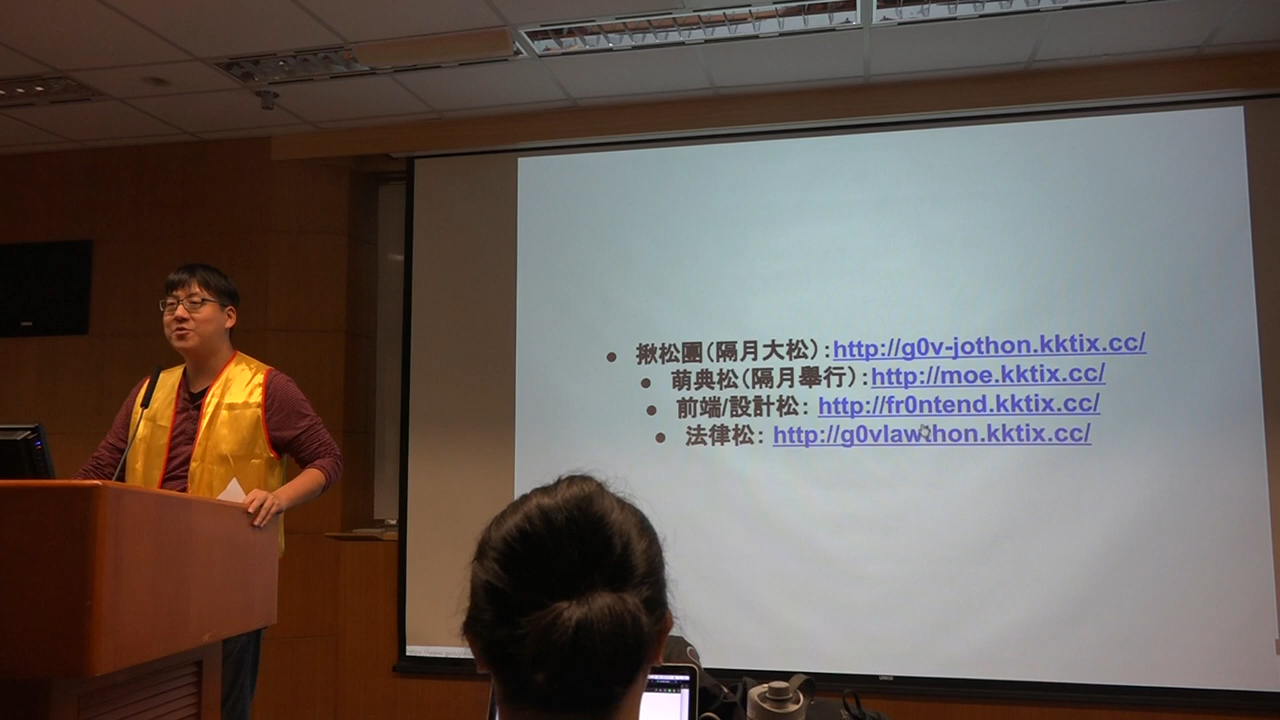 ● 揪松團(隔月大松):http://g0v-jothon.kktix.cc/
● 萌典松(隔月舉行):http://moe.kktix.cc/
● 前端/設計松: http://fr0ntend.kktix.cc/
● 法律松: http://g0vlawthon.kktix.cc/